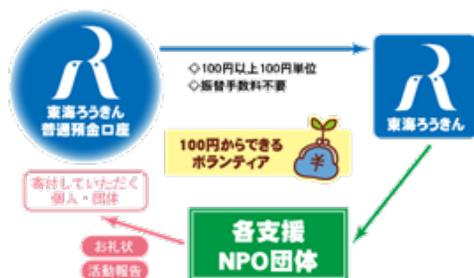 東海ろうきん
普通預金口座
◇100円以上100円単位
◇振替手数料不要
東海ろうきん
100円からできる
ボランティア
寄付していただく
個人・団体
各支援
NPO団体
お礼状
活動報告